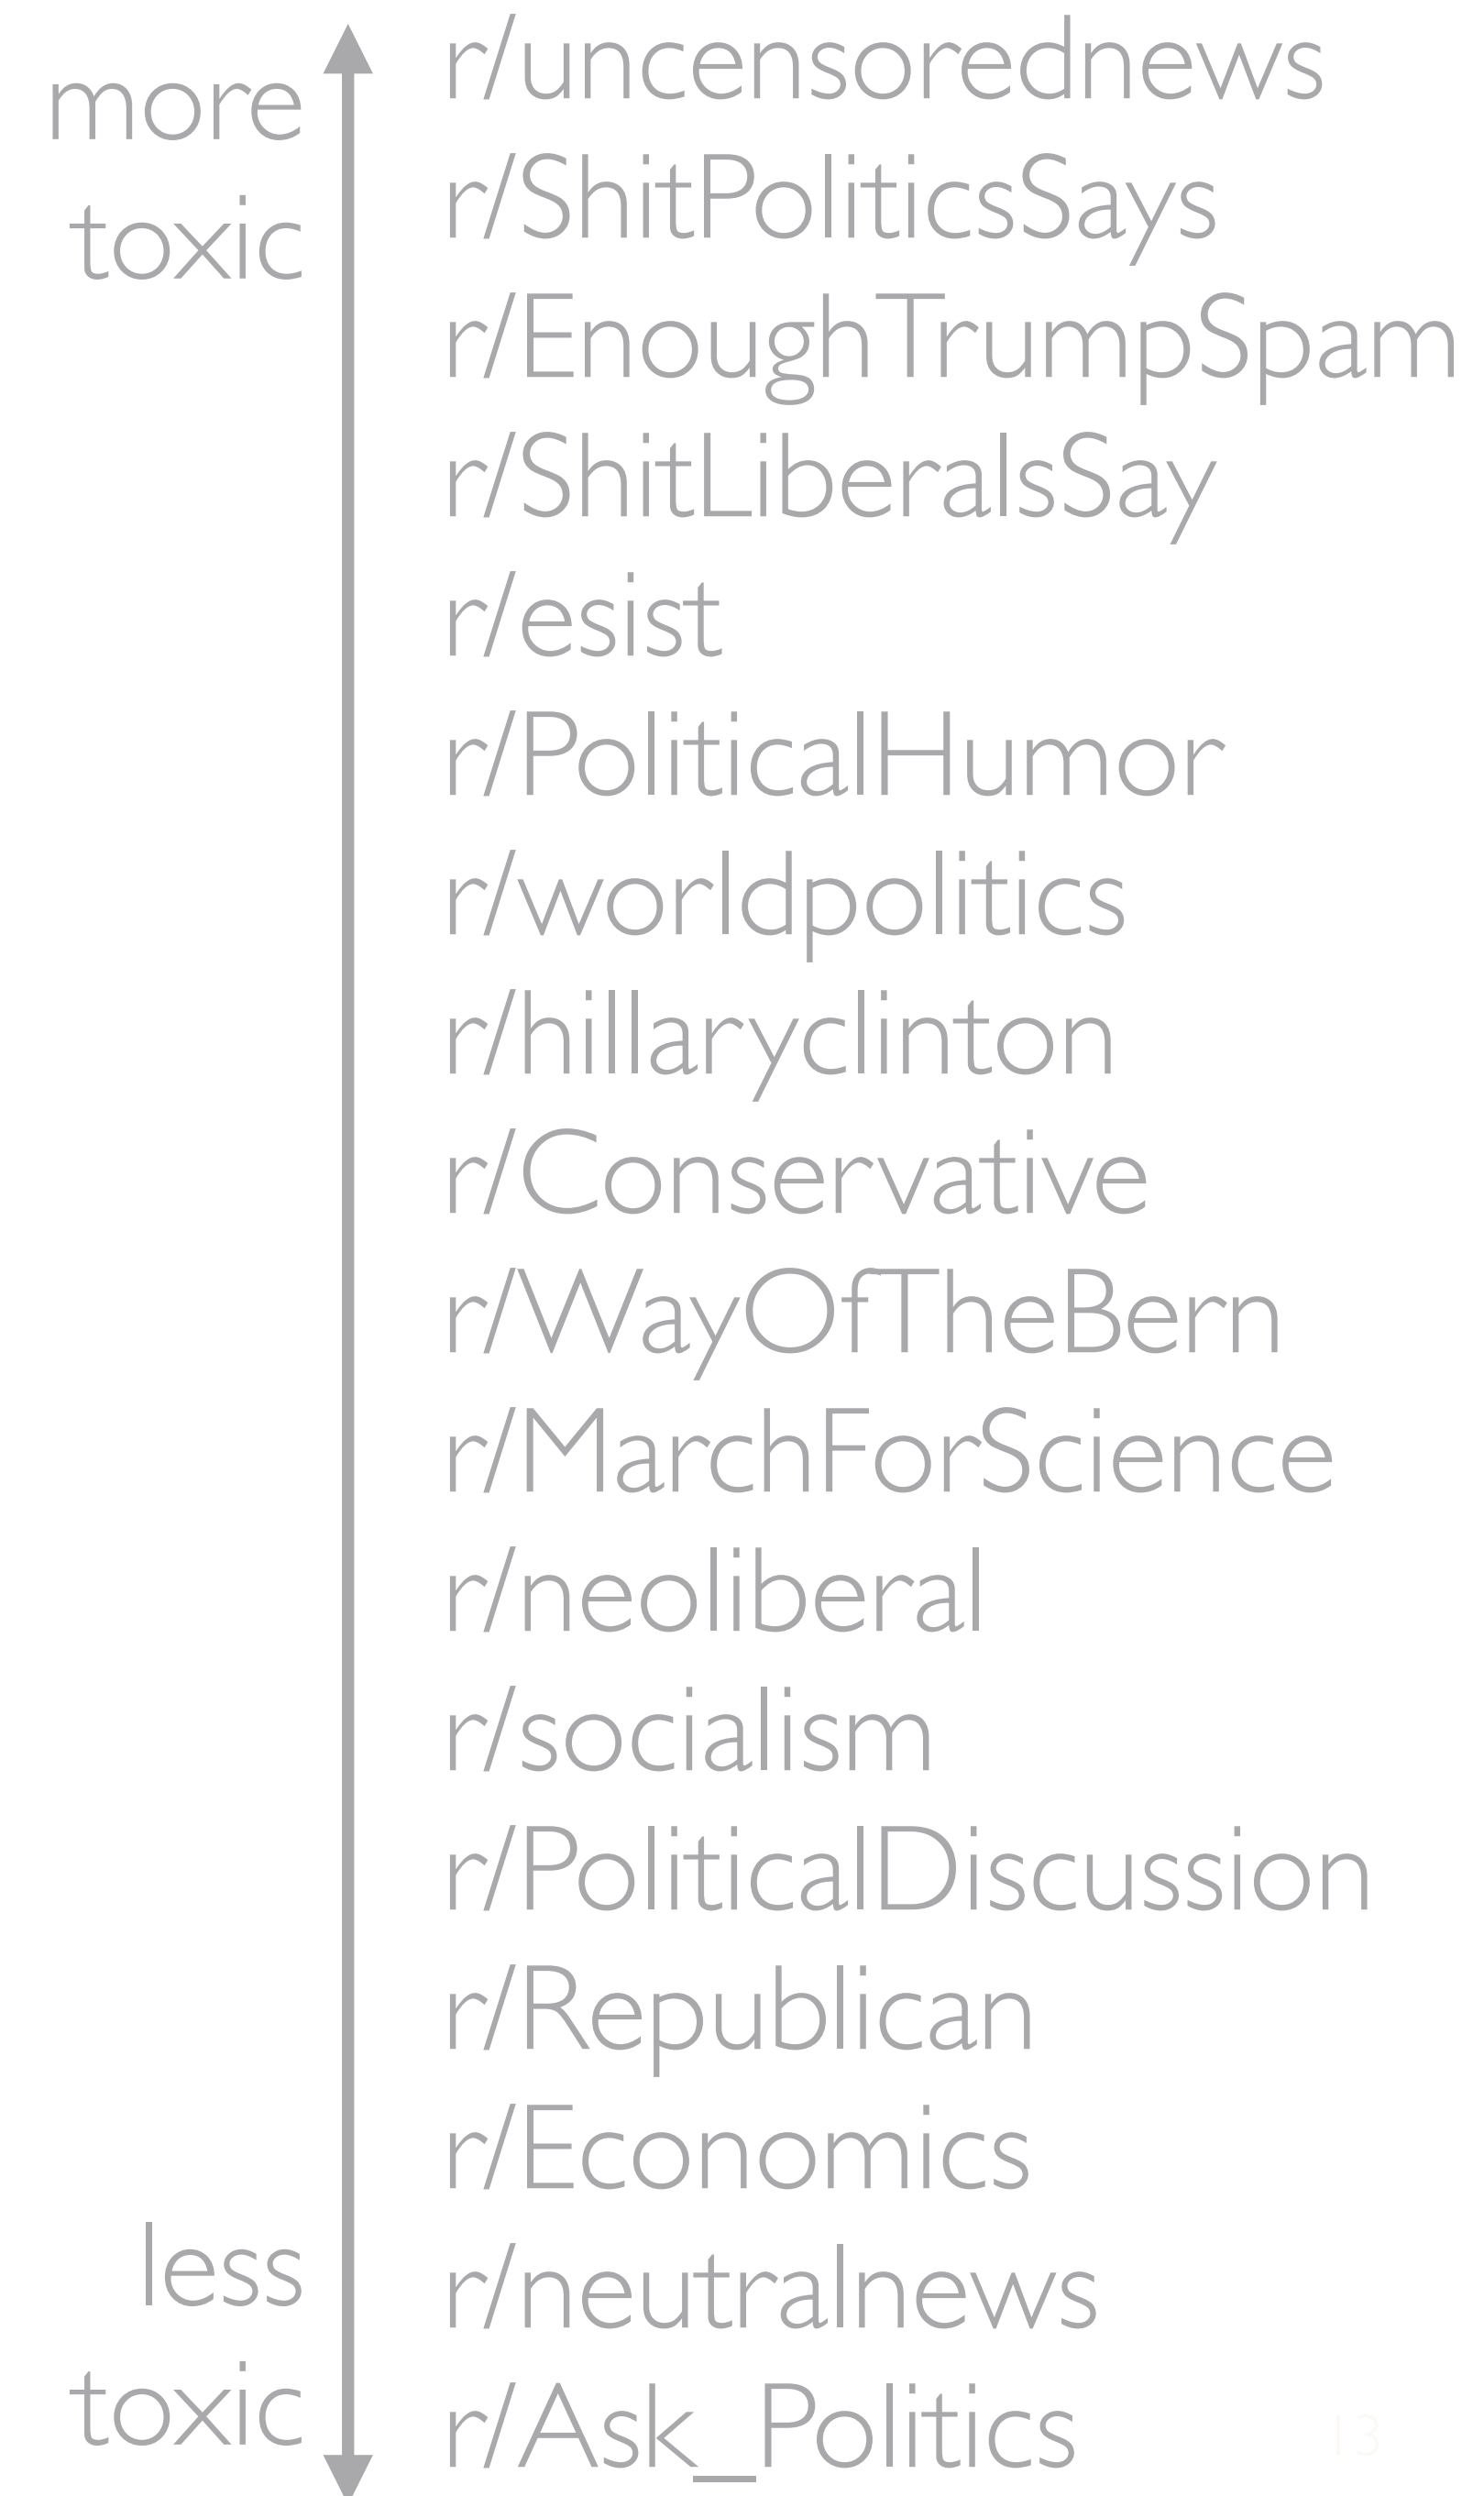 more
toxic
r/uncensorednews
r/ShitPoliticsSays
r/EnoughTrumpSpam
r/ShitLiberalsSay
r/esist
r/PoliticalHumor
r/worldpolitics
r/hillaryclinton
r/Conservative
r/WayOfTheBern
r/MarchForScience
r/neoliberal
r/socialism
r/PoliticalDiscussion
r/Republican
r/Economics
r/neutralnews
r/Ask_Politics
less
toxic
13